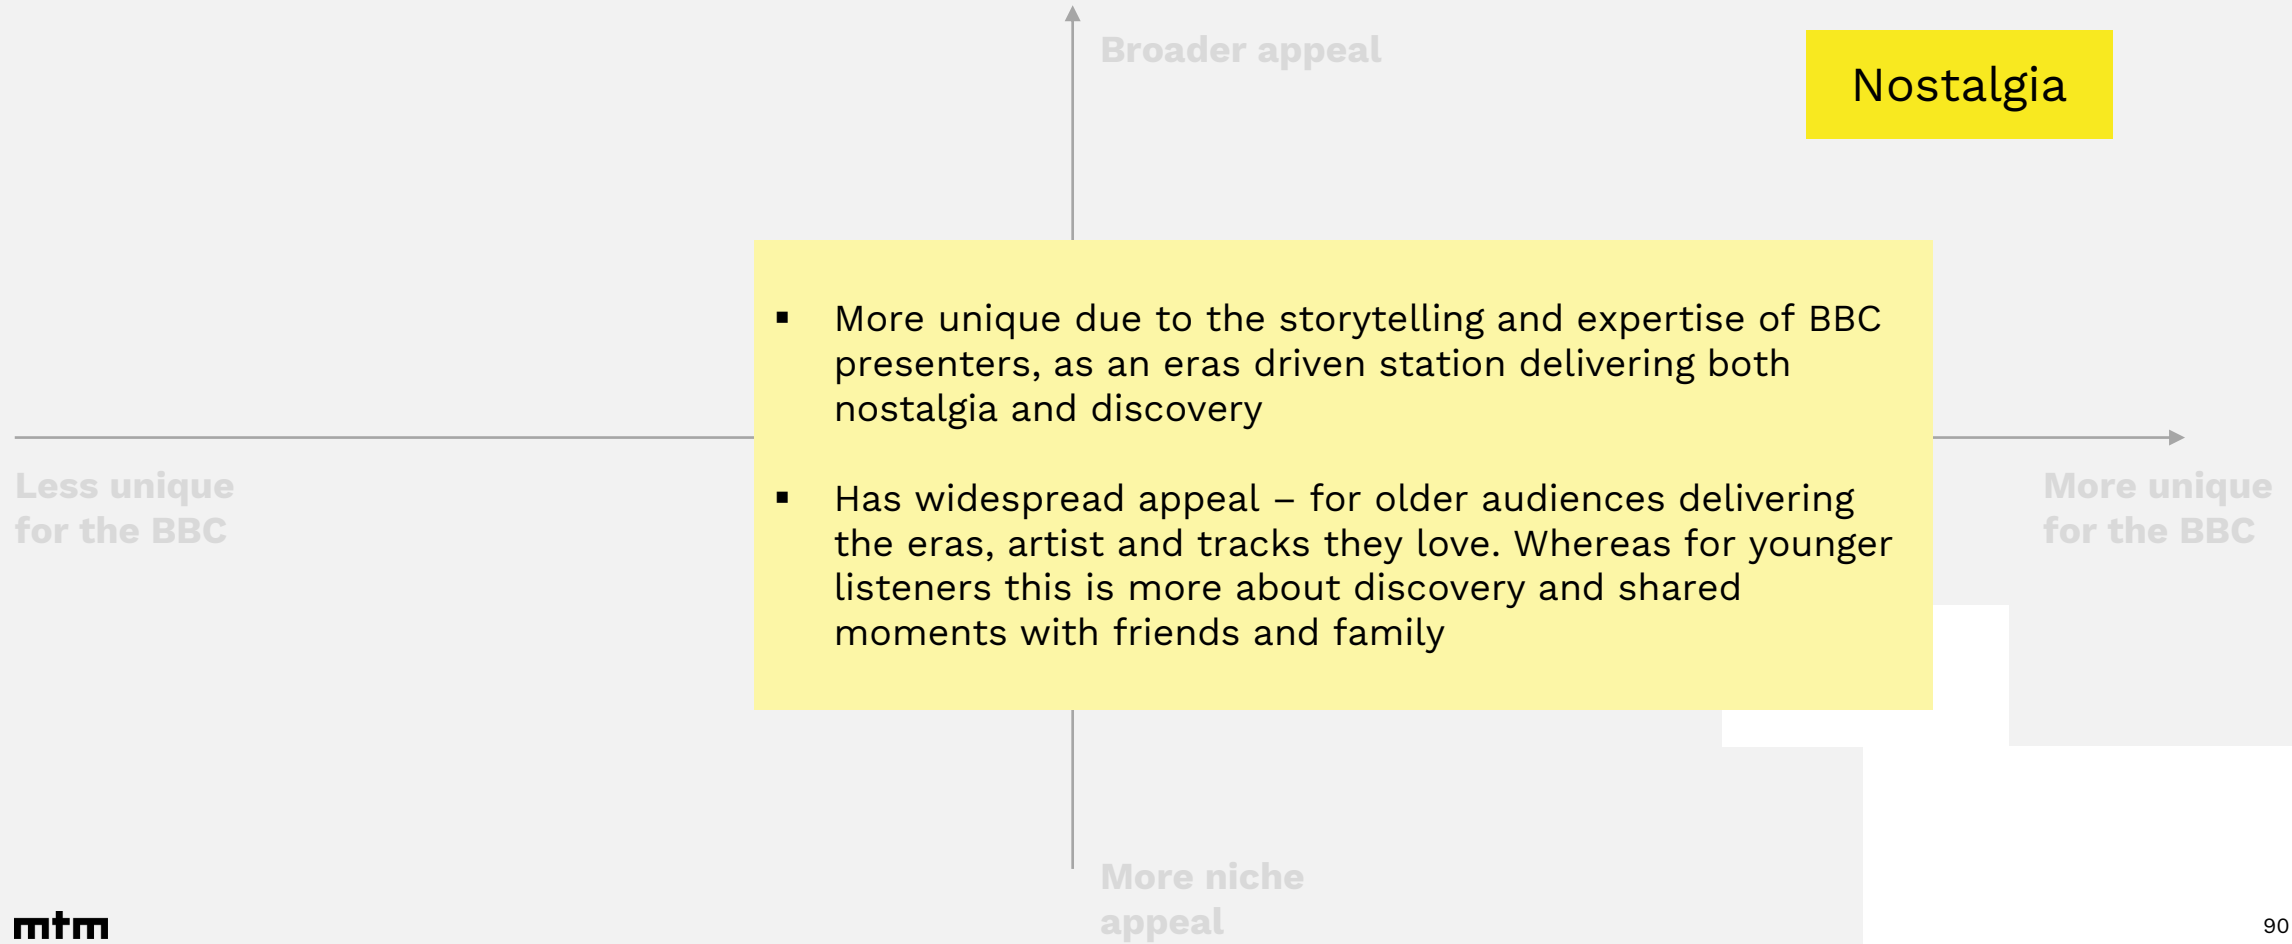 Broader appeal
Nostalgia
▪ More unique due to the storytelling and expertise of BBC
presenters, as an eras driven station delivering both
nostalgia and discovery
Less unique
for the BBC
▪ Has widespread appeal – for older audiences delivering
the eras, artist and tracks they love. Whereas for younger
listeners this is more about discovery and shared
moments with friends and family
More unique
for the BBC
More niche
appeal
mtm
90